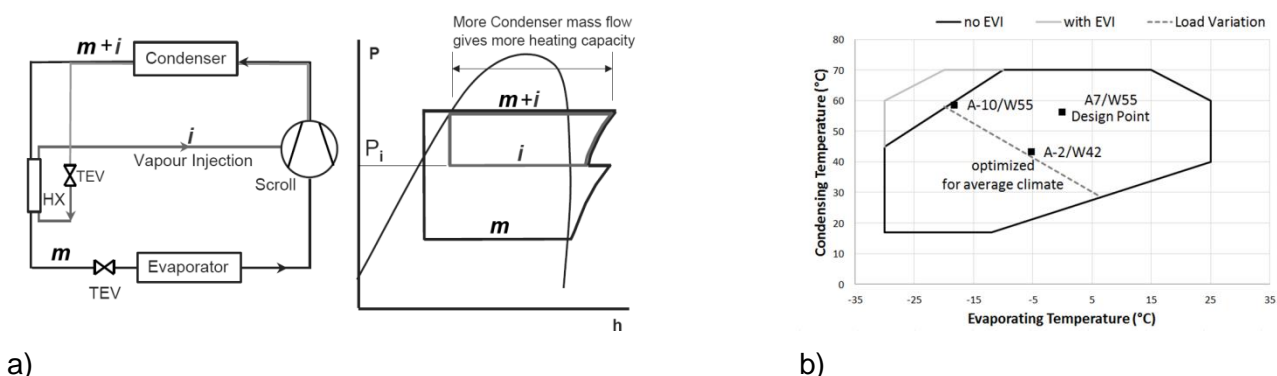 m+i
Condenser
i
Vapour Injection
Scroll
TEV
HX
m
Evaporator
TEV
More Condenser mass flow
gives more heating capacity
P
m+i
Pi
i
m
h
a)
no EVI with EVI Load Variation
Condensing Temperature (°C)
80
70
60
50
40
30
20
10
0
A-10/W55
A7/W55
Design Point
A-2/W42
optimized
for average climate
-35 -25 -15 -5 5 15 25 35
Evaporating Temperature (°C)
b)